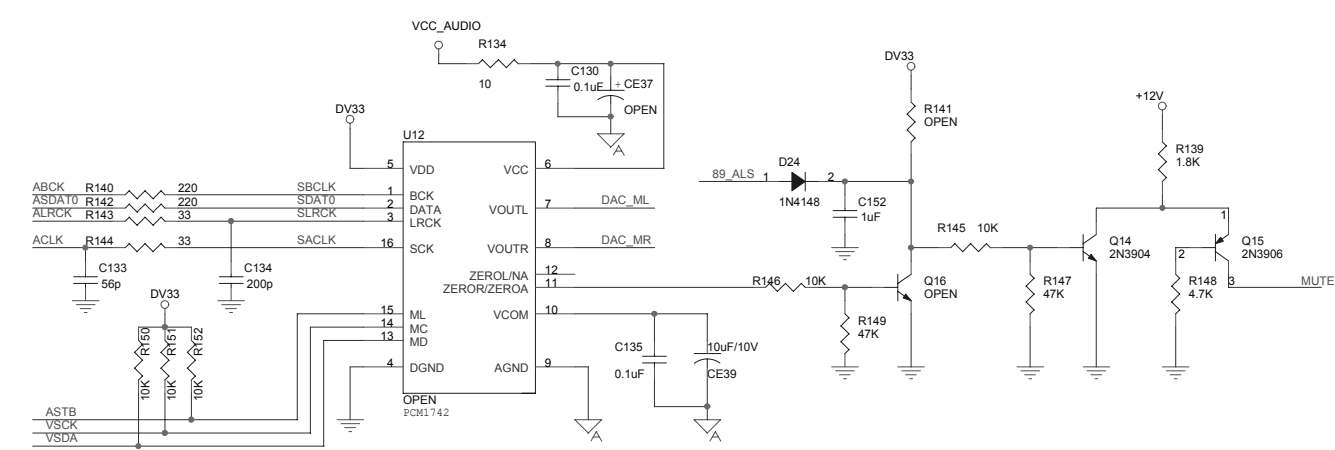 VCC_AUDIO
R134
10
C130
0.1uF
+
CE37
OPEN
A
DV33
U12
5 VDD
VCC 6
ABCK R140 220 SBCLK 1 BCK
ASDAT0 R142 220 SDAT0 2 DATA
ALRCK R143 33 SLRCK 3 LRCK
ACLK R144 33 SACLK 16 SCK
VOUTL 7 DAC_ML
VOUTR 8 DAC_MR
ZEROL/NA 12
ZEROR/ZEROA 11
C133
56p
C134
200p
DV33
R150 R151 R152
10K 10K 10K
15 ML
14 MC
13 MD
4 DGND
VCOM 10
AGND 9
OPEN
PCM1742
ASTB
VSCK
VSDA
C135
0.1uF
10uF/10V
CE39
A
A
DV33
R141
OPEN
89_ALS 1 D24 2
1N4148
C152
1uF
R146 10K
R149
47K
Q16
OPEN
R145 10K
R147
47K
Q14
2N3904
+12V
R139
1.8K
1
2
3
Q15
2N3906
R148
4.7K
MUTE